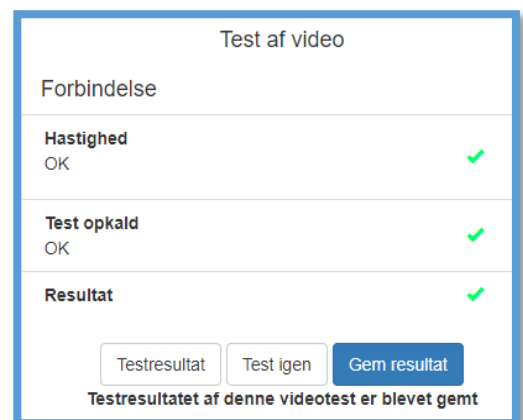 Test af video
Forbindelse
Hastighed
OK
Test opkald
OK
Resultat
Testresultat Test igen Gem resultat
Testresultatet af denne videotest er blevet gemt